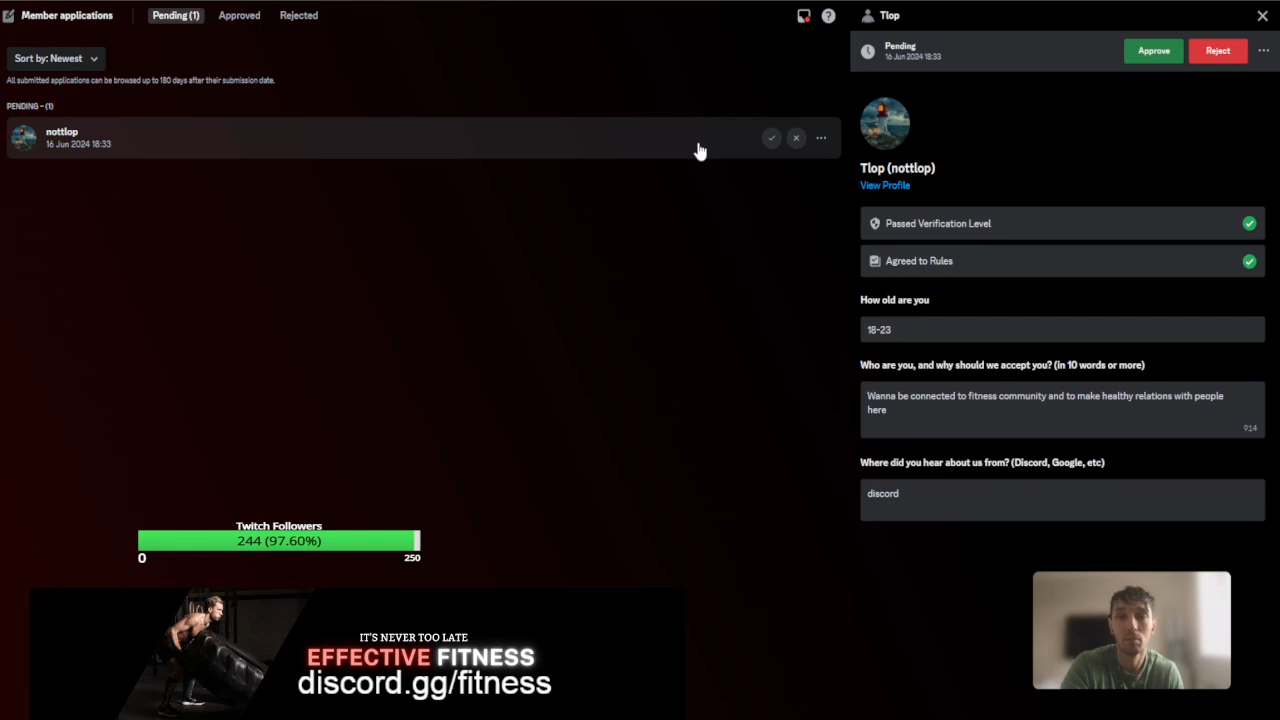 Member applications
Pending (1)
Approved
Rejected
Sort by: Newest
All submitted applications can be browsed up to 180 days after their submission date.
PENDING - (1)
nottlop
16 Jun 2024 18:33
Twitch Followers
244 (97.60%)
0
250
IT'S NEVER TOO LATE
EFFECTIVE FITNESS
discord.gg/fitness
Tlop
Pending
16 Jun 2024 18:33
Approve
Reject
Tlop (nottlop)
View Profile
Passed Verification Level
Agreed to Rules
How old are you
18-23
Who are you, and why should we accept you? (in 10 words or more)
Wanna be connected to fitness community and to make healthy relations with people
here
914
Where did you hear about us from? (Discord, Google, etc)
discord